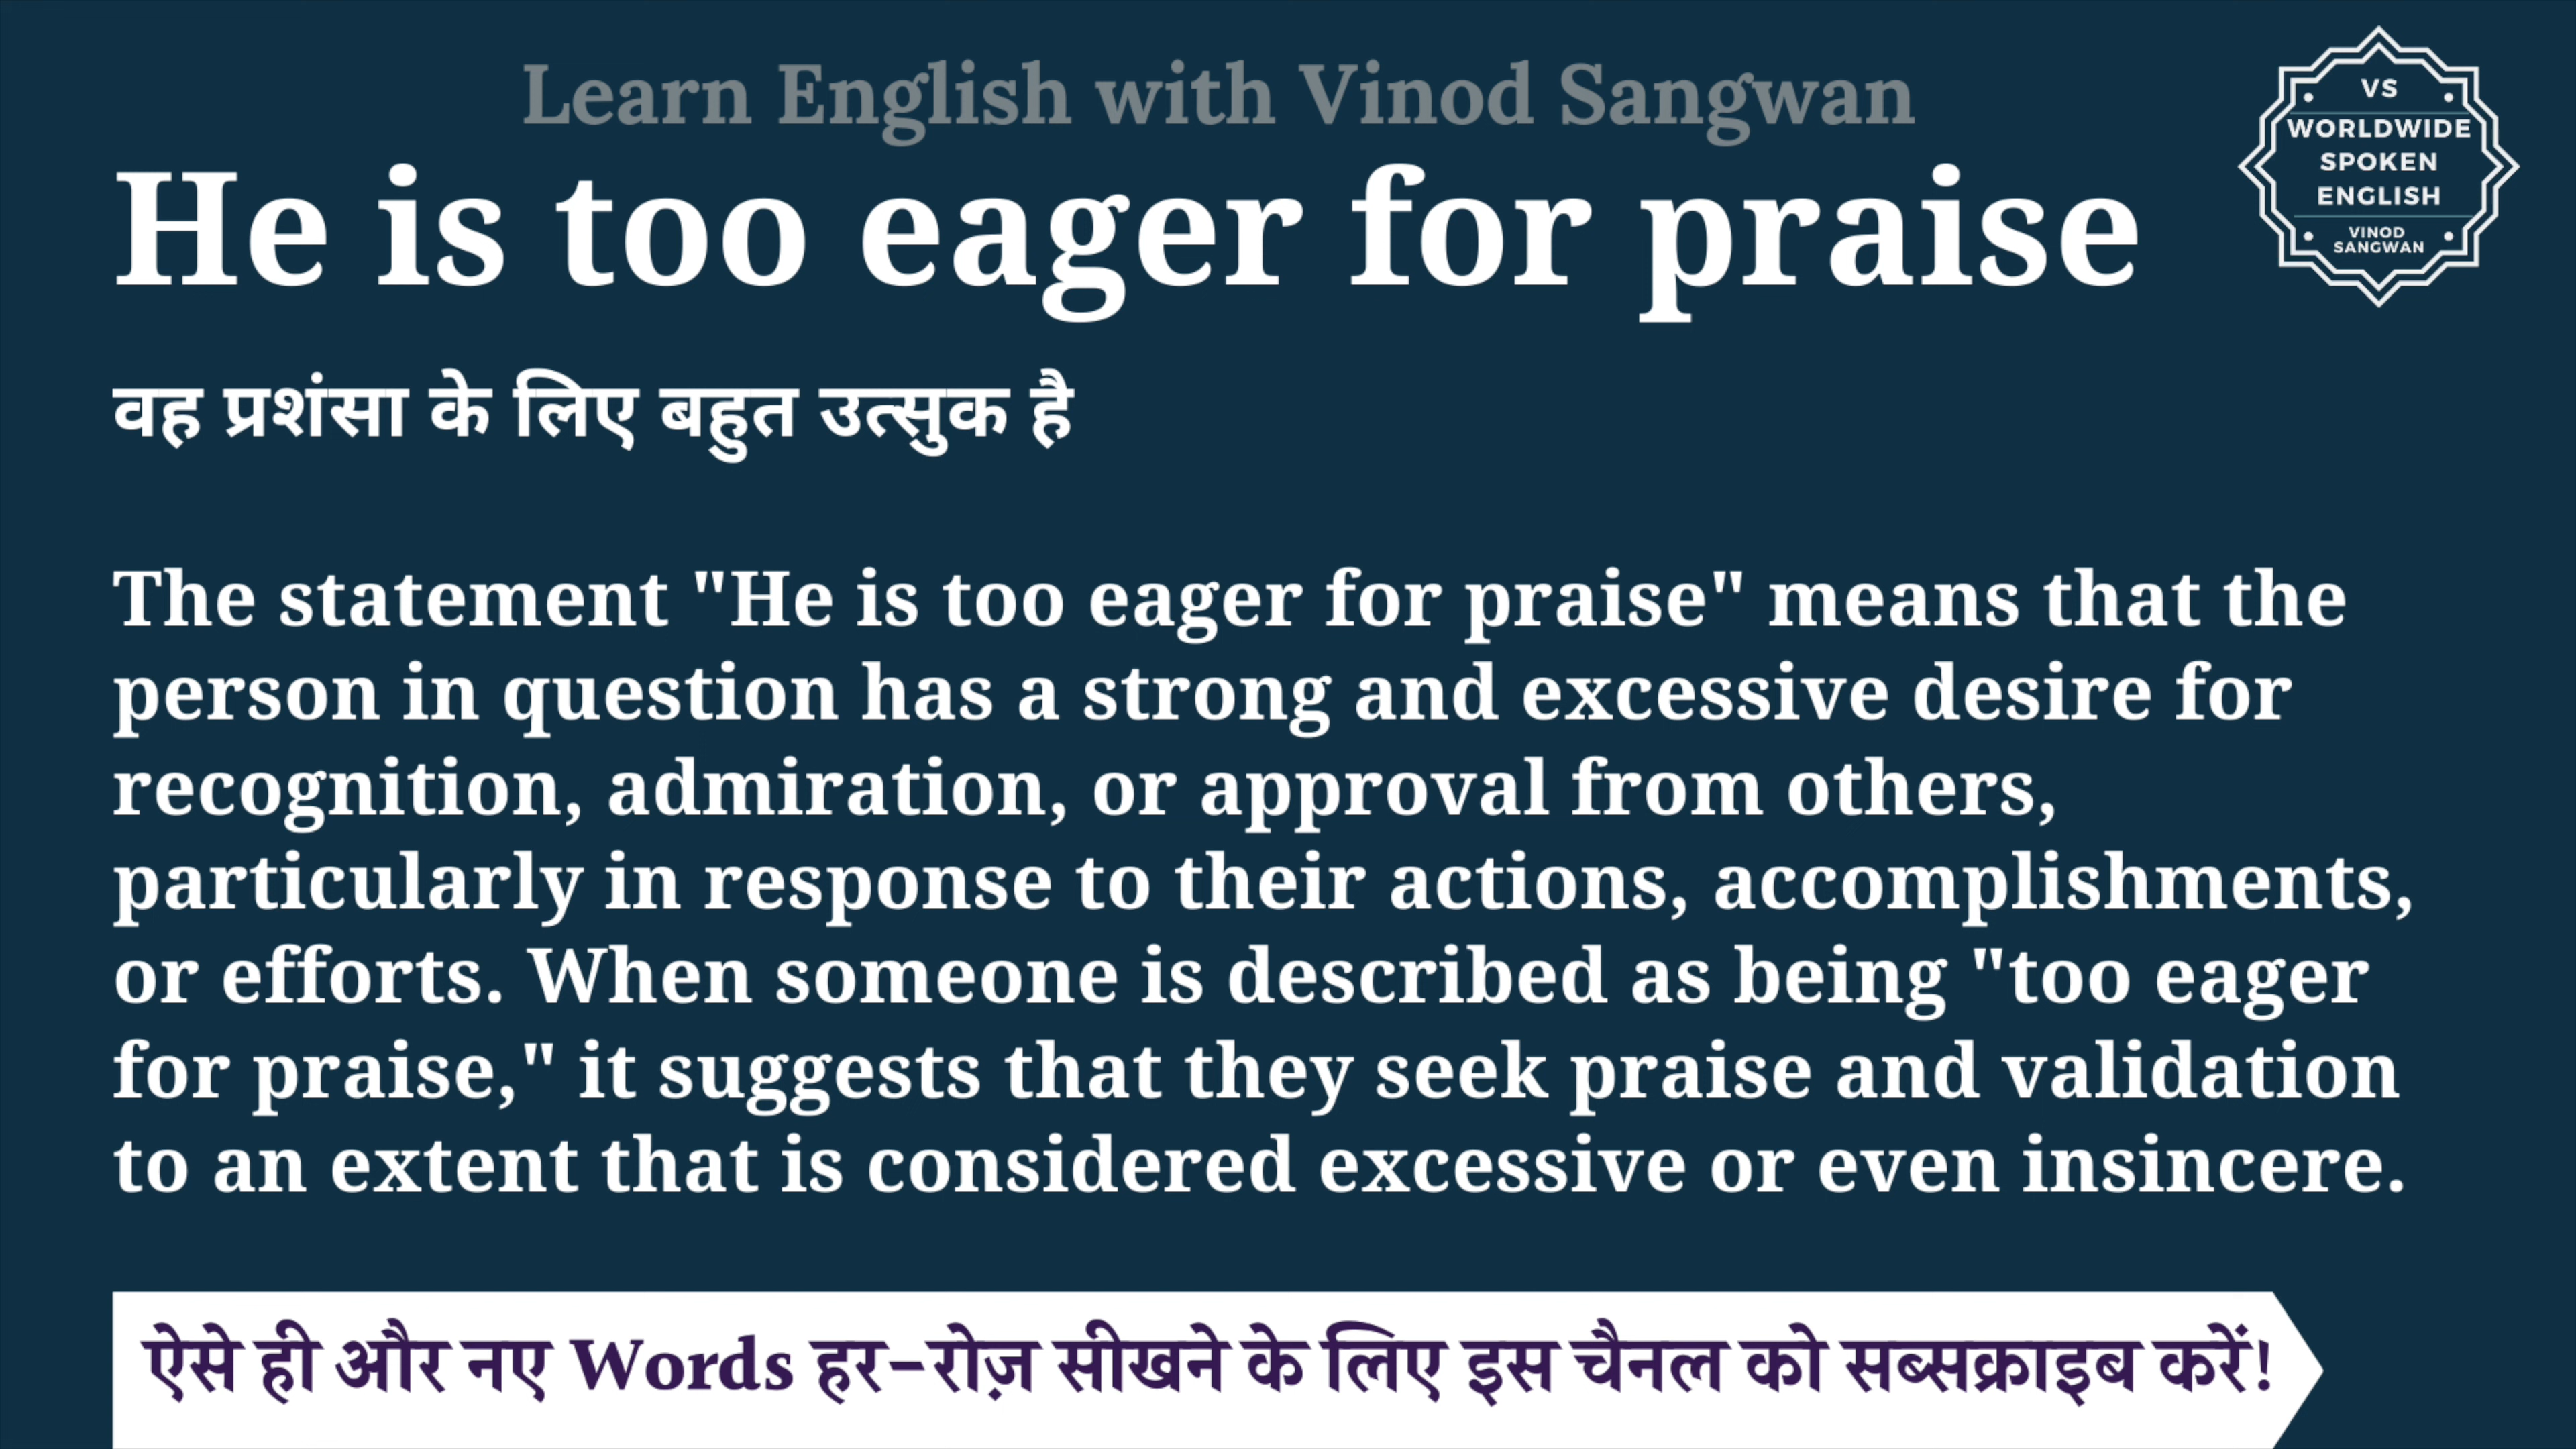 Learn English with Vinod Sangwan
VS
WORLDWIDE
SPOKEN
ENGLISH
VINOD
SANGWAN
He is too eager for praise
वह प्रशंसा के लिए बहुत उत्सुक है
The statement "He is too eager for praise" means that the
person in question has a strong and excessive desire for
recognition, admiration, or approval from others,
particularly in response to their actions, accomplishments,
or efforts. When someone is described as being "too eager
for praise," it suggests that they seek praise and validation
to an extent that is considered excessive or even insincere.
ऐसे ही और नए Words हर-रोज़ सीखने के लिए इस चैनल को सब्सक्राइब करें!